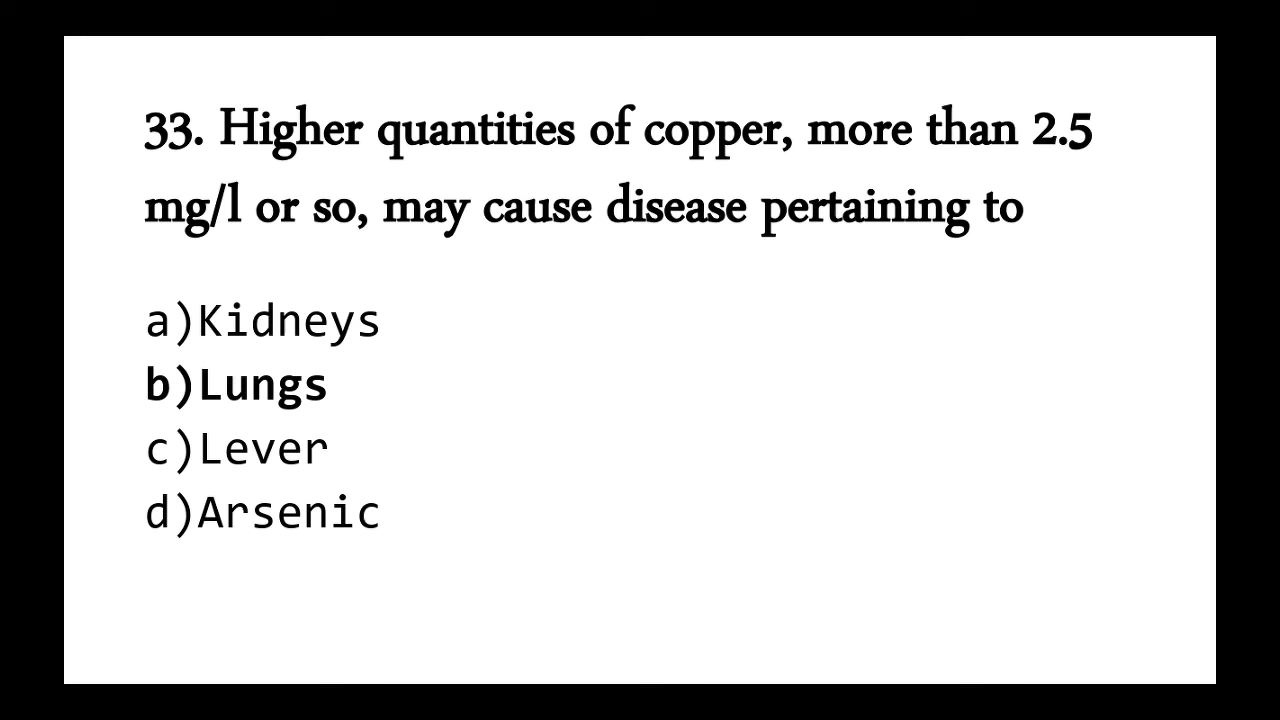 33. Higher quantities of copper, more than 2.5
mg/l or so, may cause disease pertaining to
a)Kidneys
b)Lungs
c)Lever
d)Arsenic